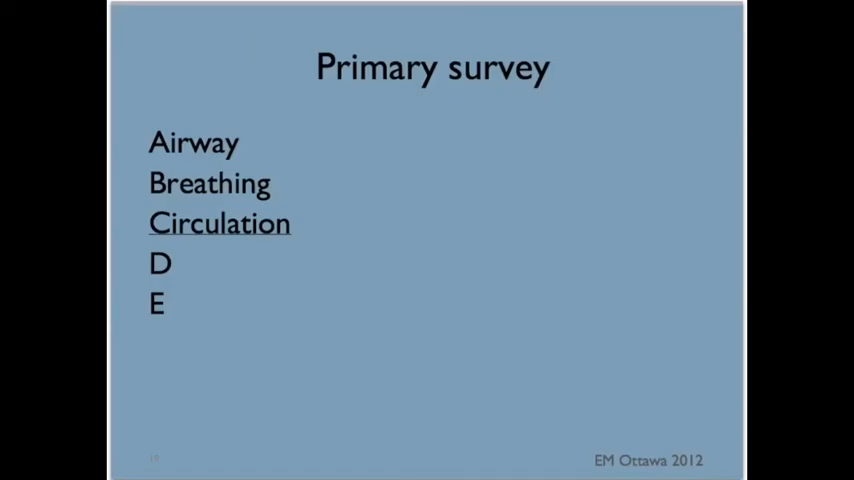 Primary survey
Airway
Breathing
Circulation
D
E
EM Ottawa 2012